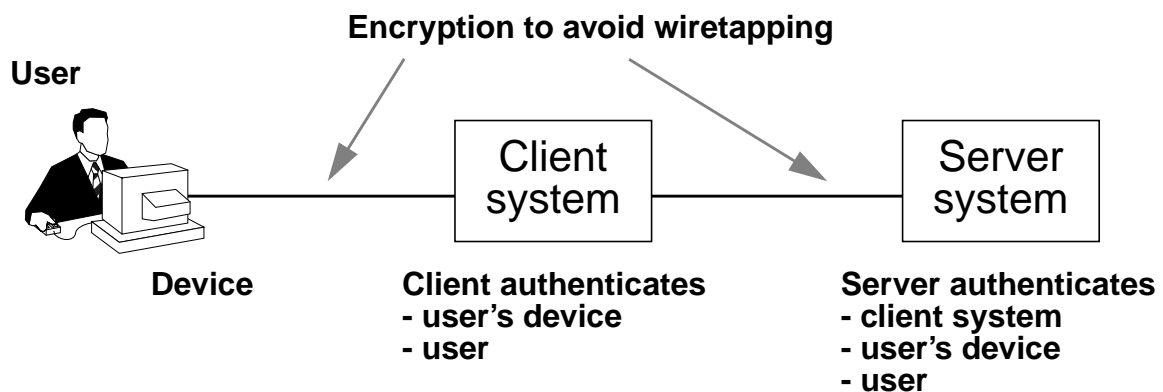 Encryption to avoid wiretapping
User
Client
system
Server
system
Device
Client authenticates
- user’s device
- user
Server authenticates
- client system
- user’s device
- user